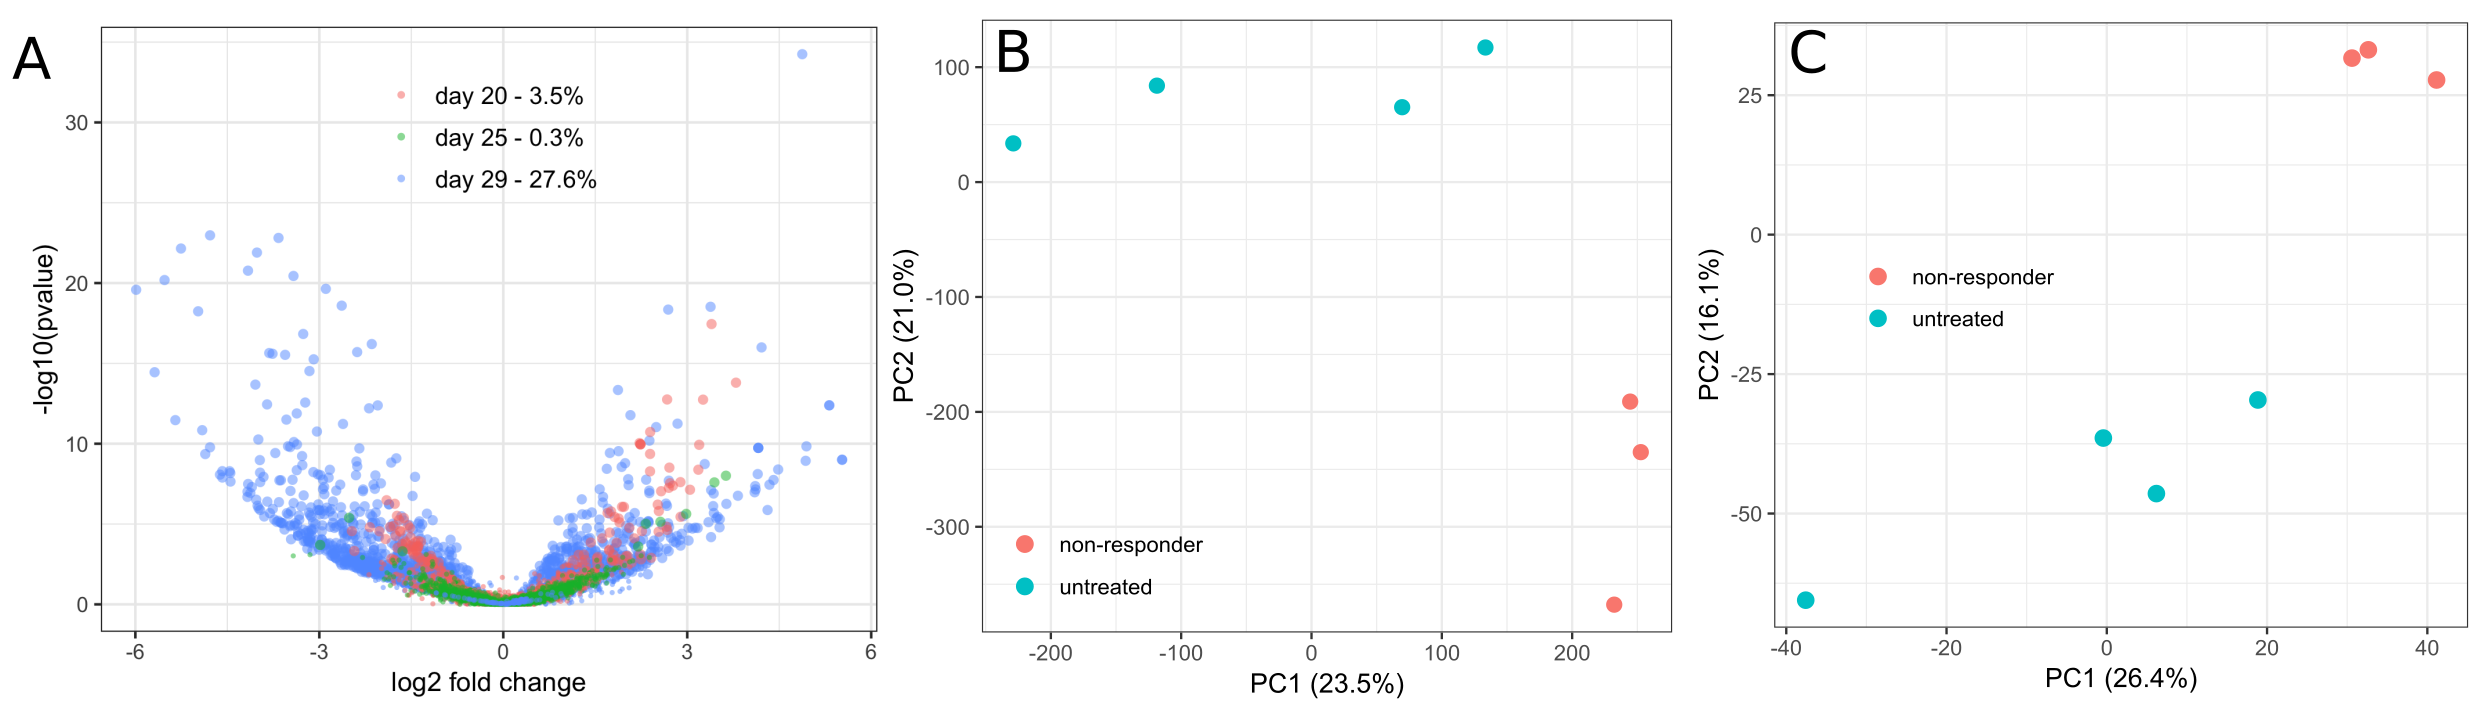 A
day 20 - 3.5%
day 25 - 0.3%
day 29 - 27.6%
30
20
10
0
-log10(pvalue)
-6 -3 0 3 6
log2 fold change
B
100
0
-100
-200
-300
PC2 (21.0%)
non-responder
untreated
-200 -100 0 100 200
PC1 (23.5%)
C
25
0
-25
-50
PC2 (16.1%)
non-responder
untreated
-40 -20 0 20 40
PC1 (26.4%)